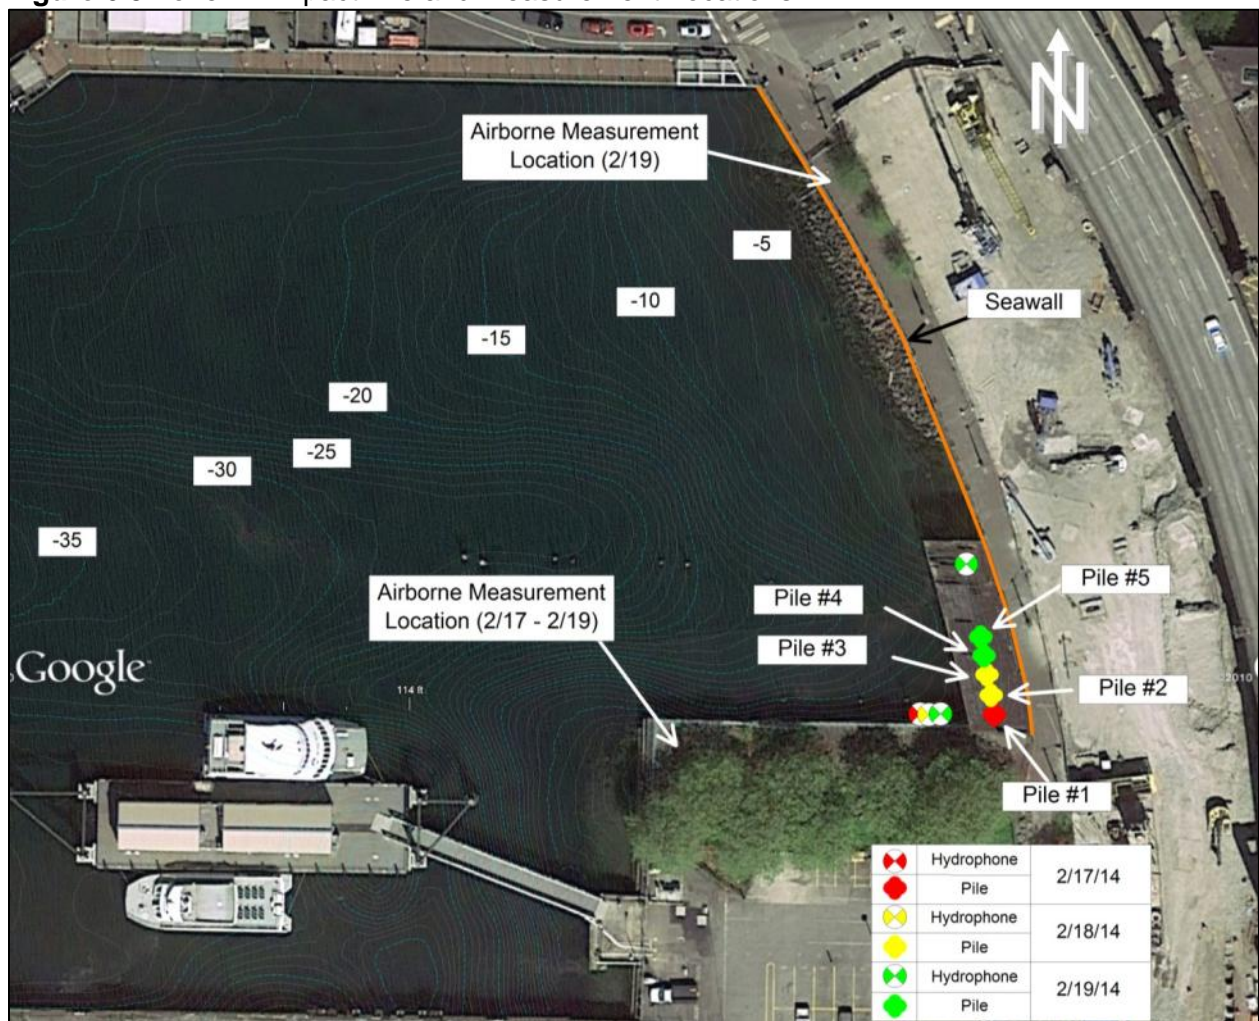 Airborne Measurement
Location (2/19)
N
-5
-10
Seawall
-15
-20
-25
-30
-35
Pile #5
Airborne Measurement
Location (2/17 - 2/19)
Pile #4
Pile #3
Google
114 ft
Pile #2
2010
Pile #1
Hydrophone
2/17/14
Pile
Hydrophone
2/18/14
Pile
Hydrophone
2/19/14
Pile